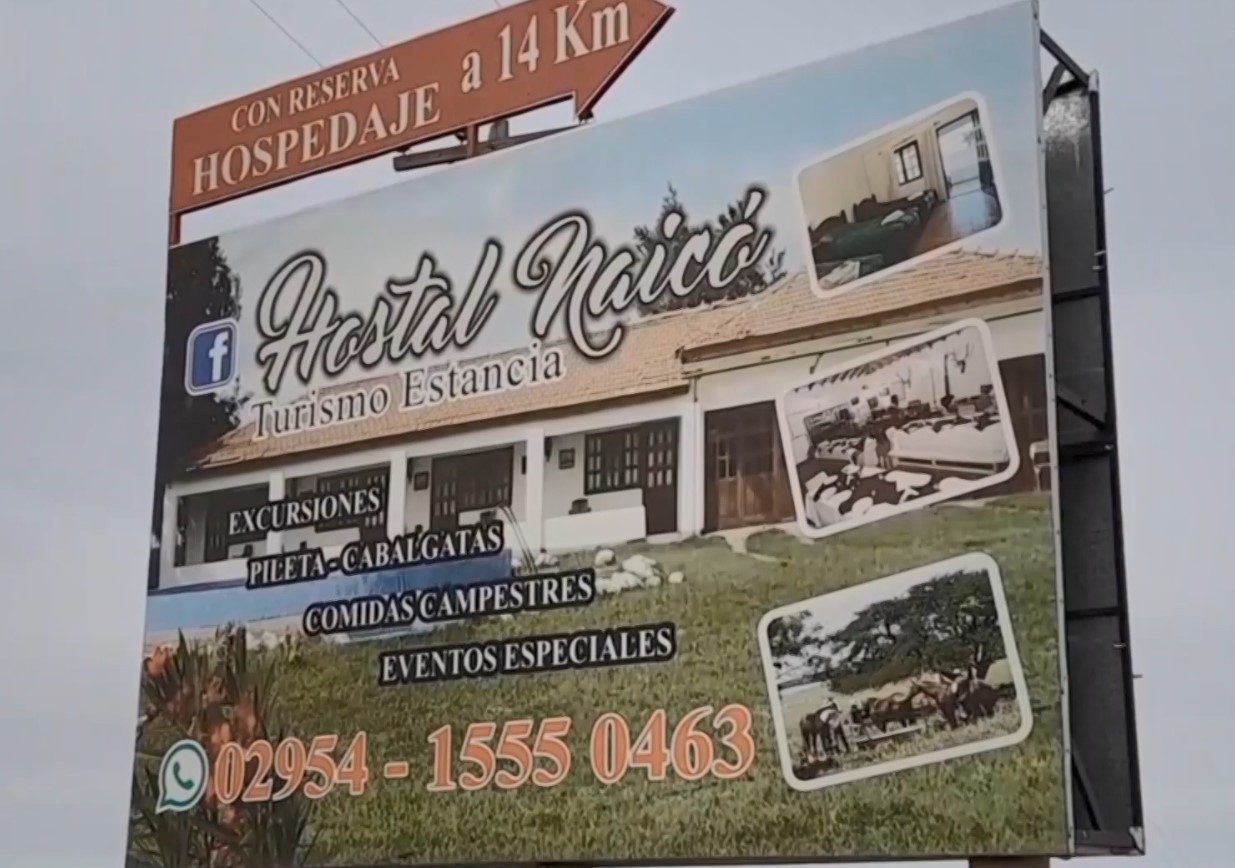 CON RESERVA
HOSPEDAJE a 14 Km
Hostal Naicó
f
Turismo Estancia
EXCURSIONES
PILETA - CABALGATAS
COMIDAS CAMPESTRES
EVENTOS ESPECIALES
02954 - 1555 0463